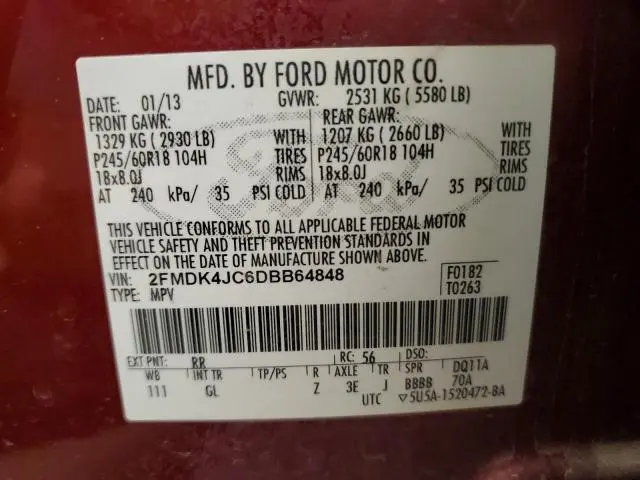 MFD. BY FORD MOTOR CO.
DATE: 01/13 GVWR: 2531 KG ( 5580 LB)
FRONT GAWR: REAR GAWR:
1329 KG ( 2930 LB) WITH 1207 KG ( 2660 LB) WITH
P245/60R18 104H TIRES P245/60R18 104H TIRES
18x8.0J RIMS 18x8.0J RIMS
AT 240 kPa/ 35 PSI COLD AT 240 kPa/ 35 PSI COLD
Ford
THIS VEHICLE CONFORMS TO ALL APPLICABLE FEDERAL MOTOR
VEHICLE SAFETY AND THEFT PREVENTION STANDARDS IN
EFFECT ON THE DATE OF MANUFACTURE SHOWN ABOVE.
VIN: 2FMDK4JC6DBB64848 F0182
TYPE: MPV T0263
EXT PNT: RR RC: 56 DSO:
WB INT TR TP/PS R AXLE TR SPR DQ11A
111 GL Z 3E J BBBB 70A
UTC ▽5U5A-1520472-BA